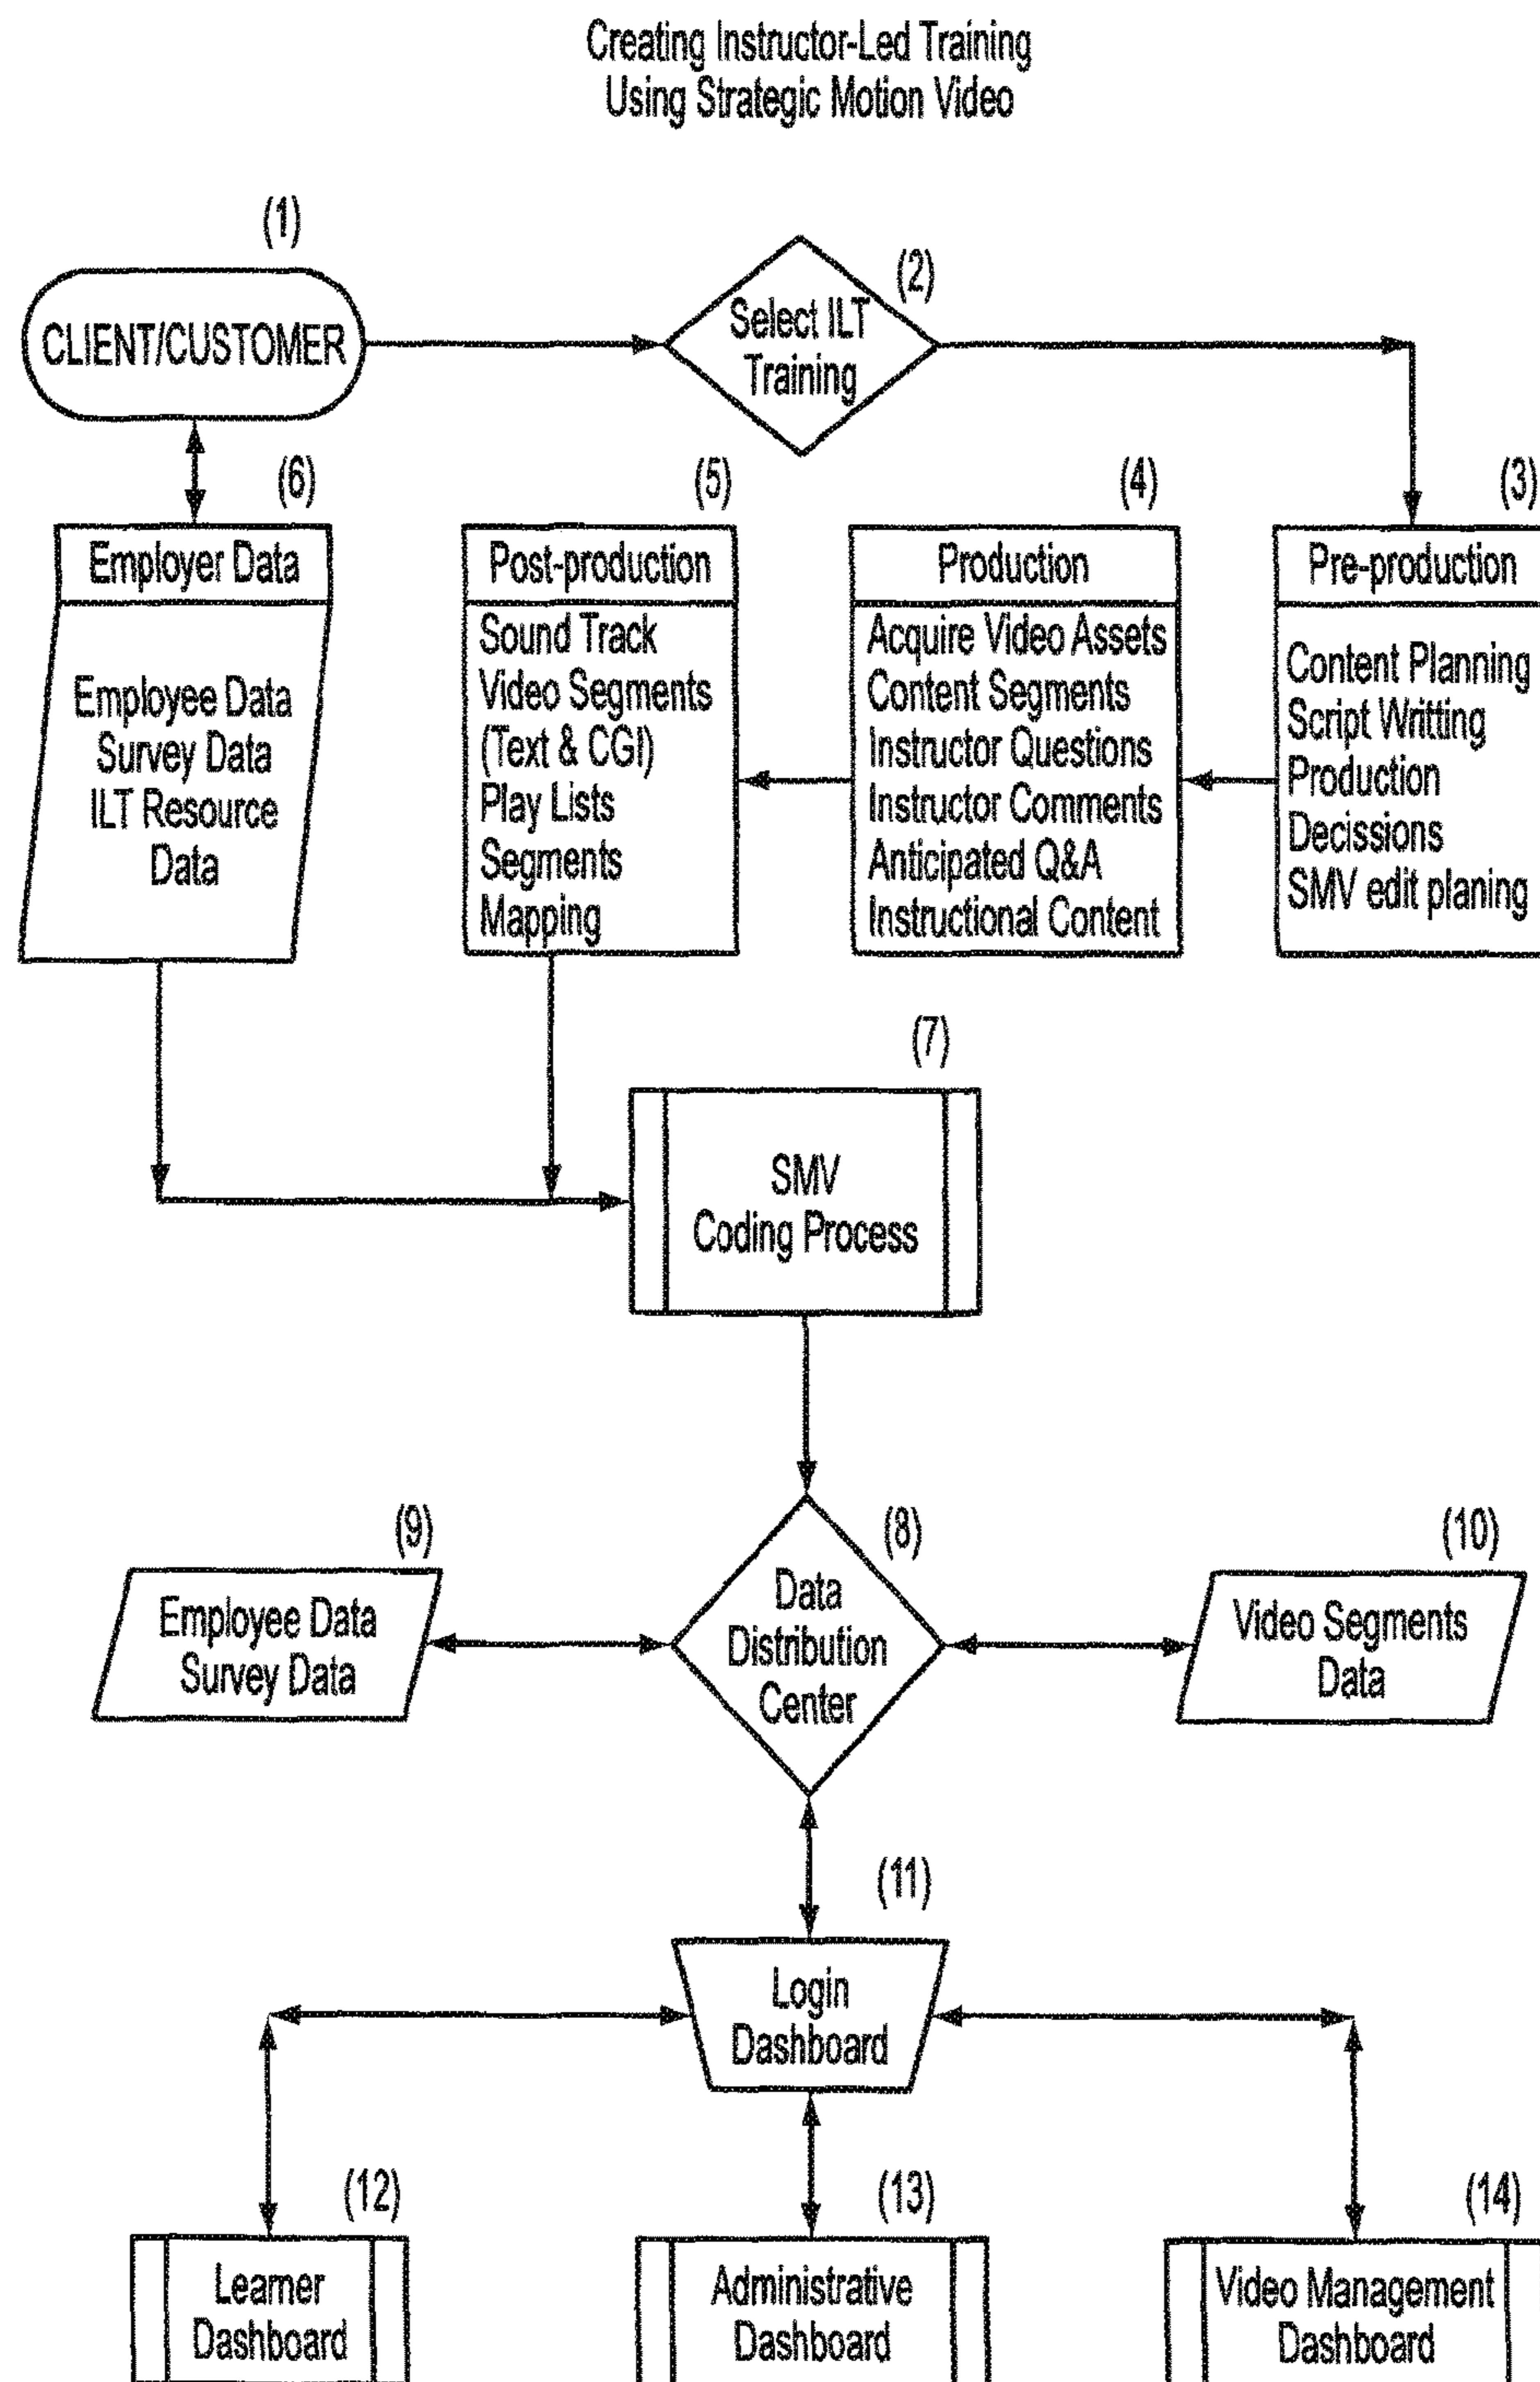 Creating Instructor-Led Training
Using Strategic Motion Video
(1)
CLIENT/CUSTOMER
(2)
Select ILT
Training
(3)
Pre-production
Content Planning
Script Writting
Production
Decissions
SMV edit planing
(4)
Production
Acquire Video Assets
Content Segments
Instructor Questions
Instructor Comments
Anticipated Q&A
Instructional Content
(5)
Post-production
Sound Track
Video Segments
(Text & CGI)
Play Lists
Segments
Mapping
(6)
Employer Data
Employee Data
Survey Data
ILT Resource
Data
(7)
SMV
Coding Process
(8)
Data
Distribution
Center
(9)
Employee Data
Survey Data
(10)
Video Segments
Data
(11)
Login
Dashboard
(12)
Learner
Dashboard
(13)
Administrative
Dashboard
(14)
Video Management
Dashboard